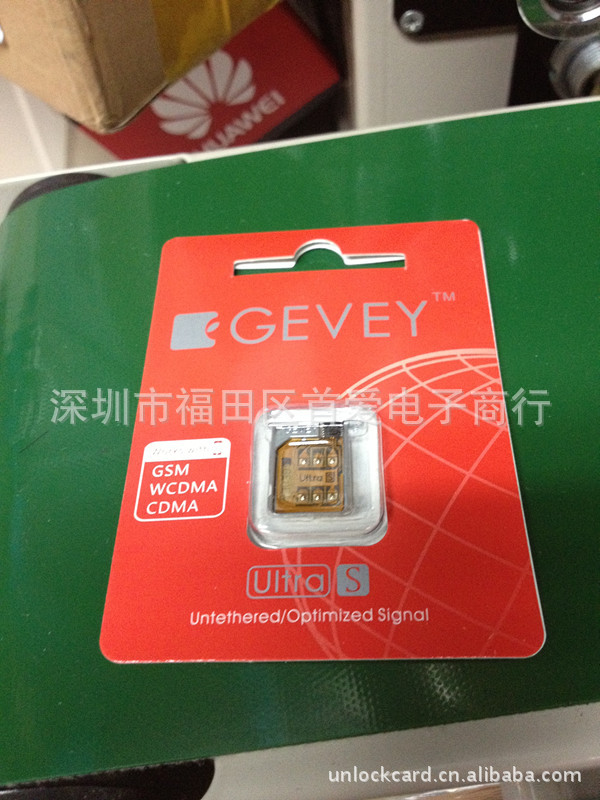 HUAWEI
GEVEY™
深圳市福田区首爱电子商行
GSM
WCDMA
CDMA
Ultra S
Ultra S
Untethered/Optimized Signal
unlockcard.cn.alibaba.com